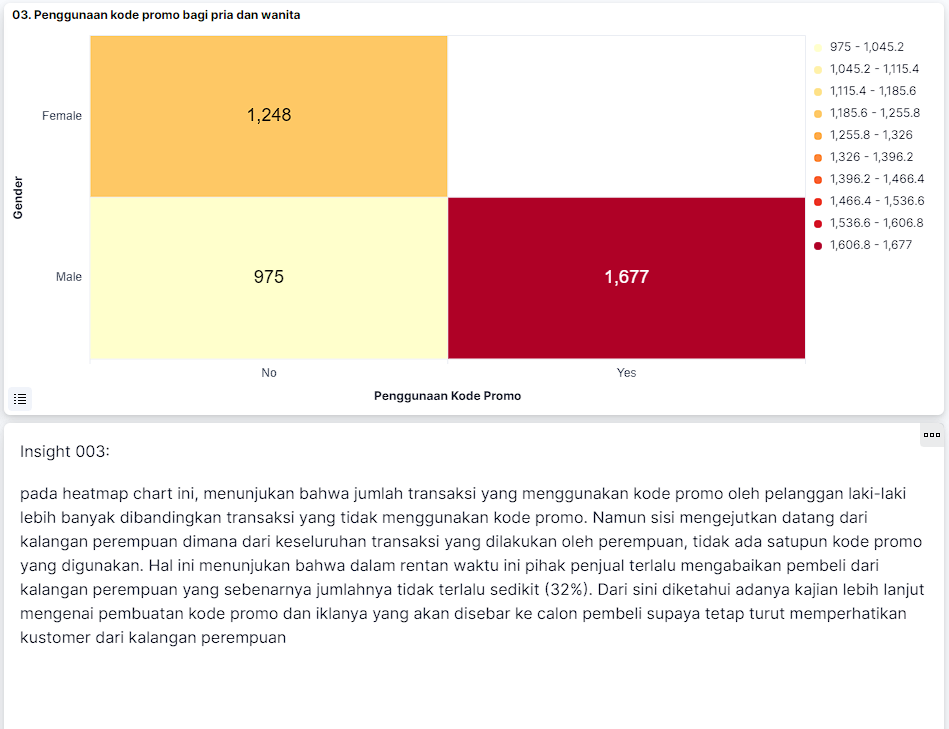 03. Penggunaan kode promo bagi pria dan wanita
975 - 1,045.2
1,045.2 - 1,115.4
1,115.4 - 1,185.6
1,185.6 - 1,255.8
1,255.8 - 1,326
1,326 - 1,396.2
1,396.2 - 1,466.4
1,466.4 - 1,536.6
1,536.6 - 1,606.8
1,606.8 - 1,677
Gender
Female
1,248
Male
975
1,677
No
Yes
Penggunaan Kode Promo
Insight 003:
pada heatmap chart ini, menunjukan bahwa jumlah transaksi yang menggunakan kode promo oleh pelanggan laki-laki
lebih banyak dibandingkan transaksi yang tidak menggunakan kode promo. Namun sisi mengejutkan datang dari
kalangan perempuan dimana dari keseluruhan transaksi yang dilakukan oleh perempuan, tidak ada satupun kode promo
yang digunakan. Hal ini menunjukan bahwa dalam rentan waktu ini pihak penjual terlalu mengabaikan pembeli dari
kalangan perempuan yang sebenarnya jumlahnya tidak terlalu sedikit (32%). Dari sini diketahui adanya kajian lebih lanjut
mengenai pembuatan kode promo dan iklanya yang akan disebar ke calon pembeli supaya tetap turut memperhatikan
kustomer dari kalangan perempuan